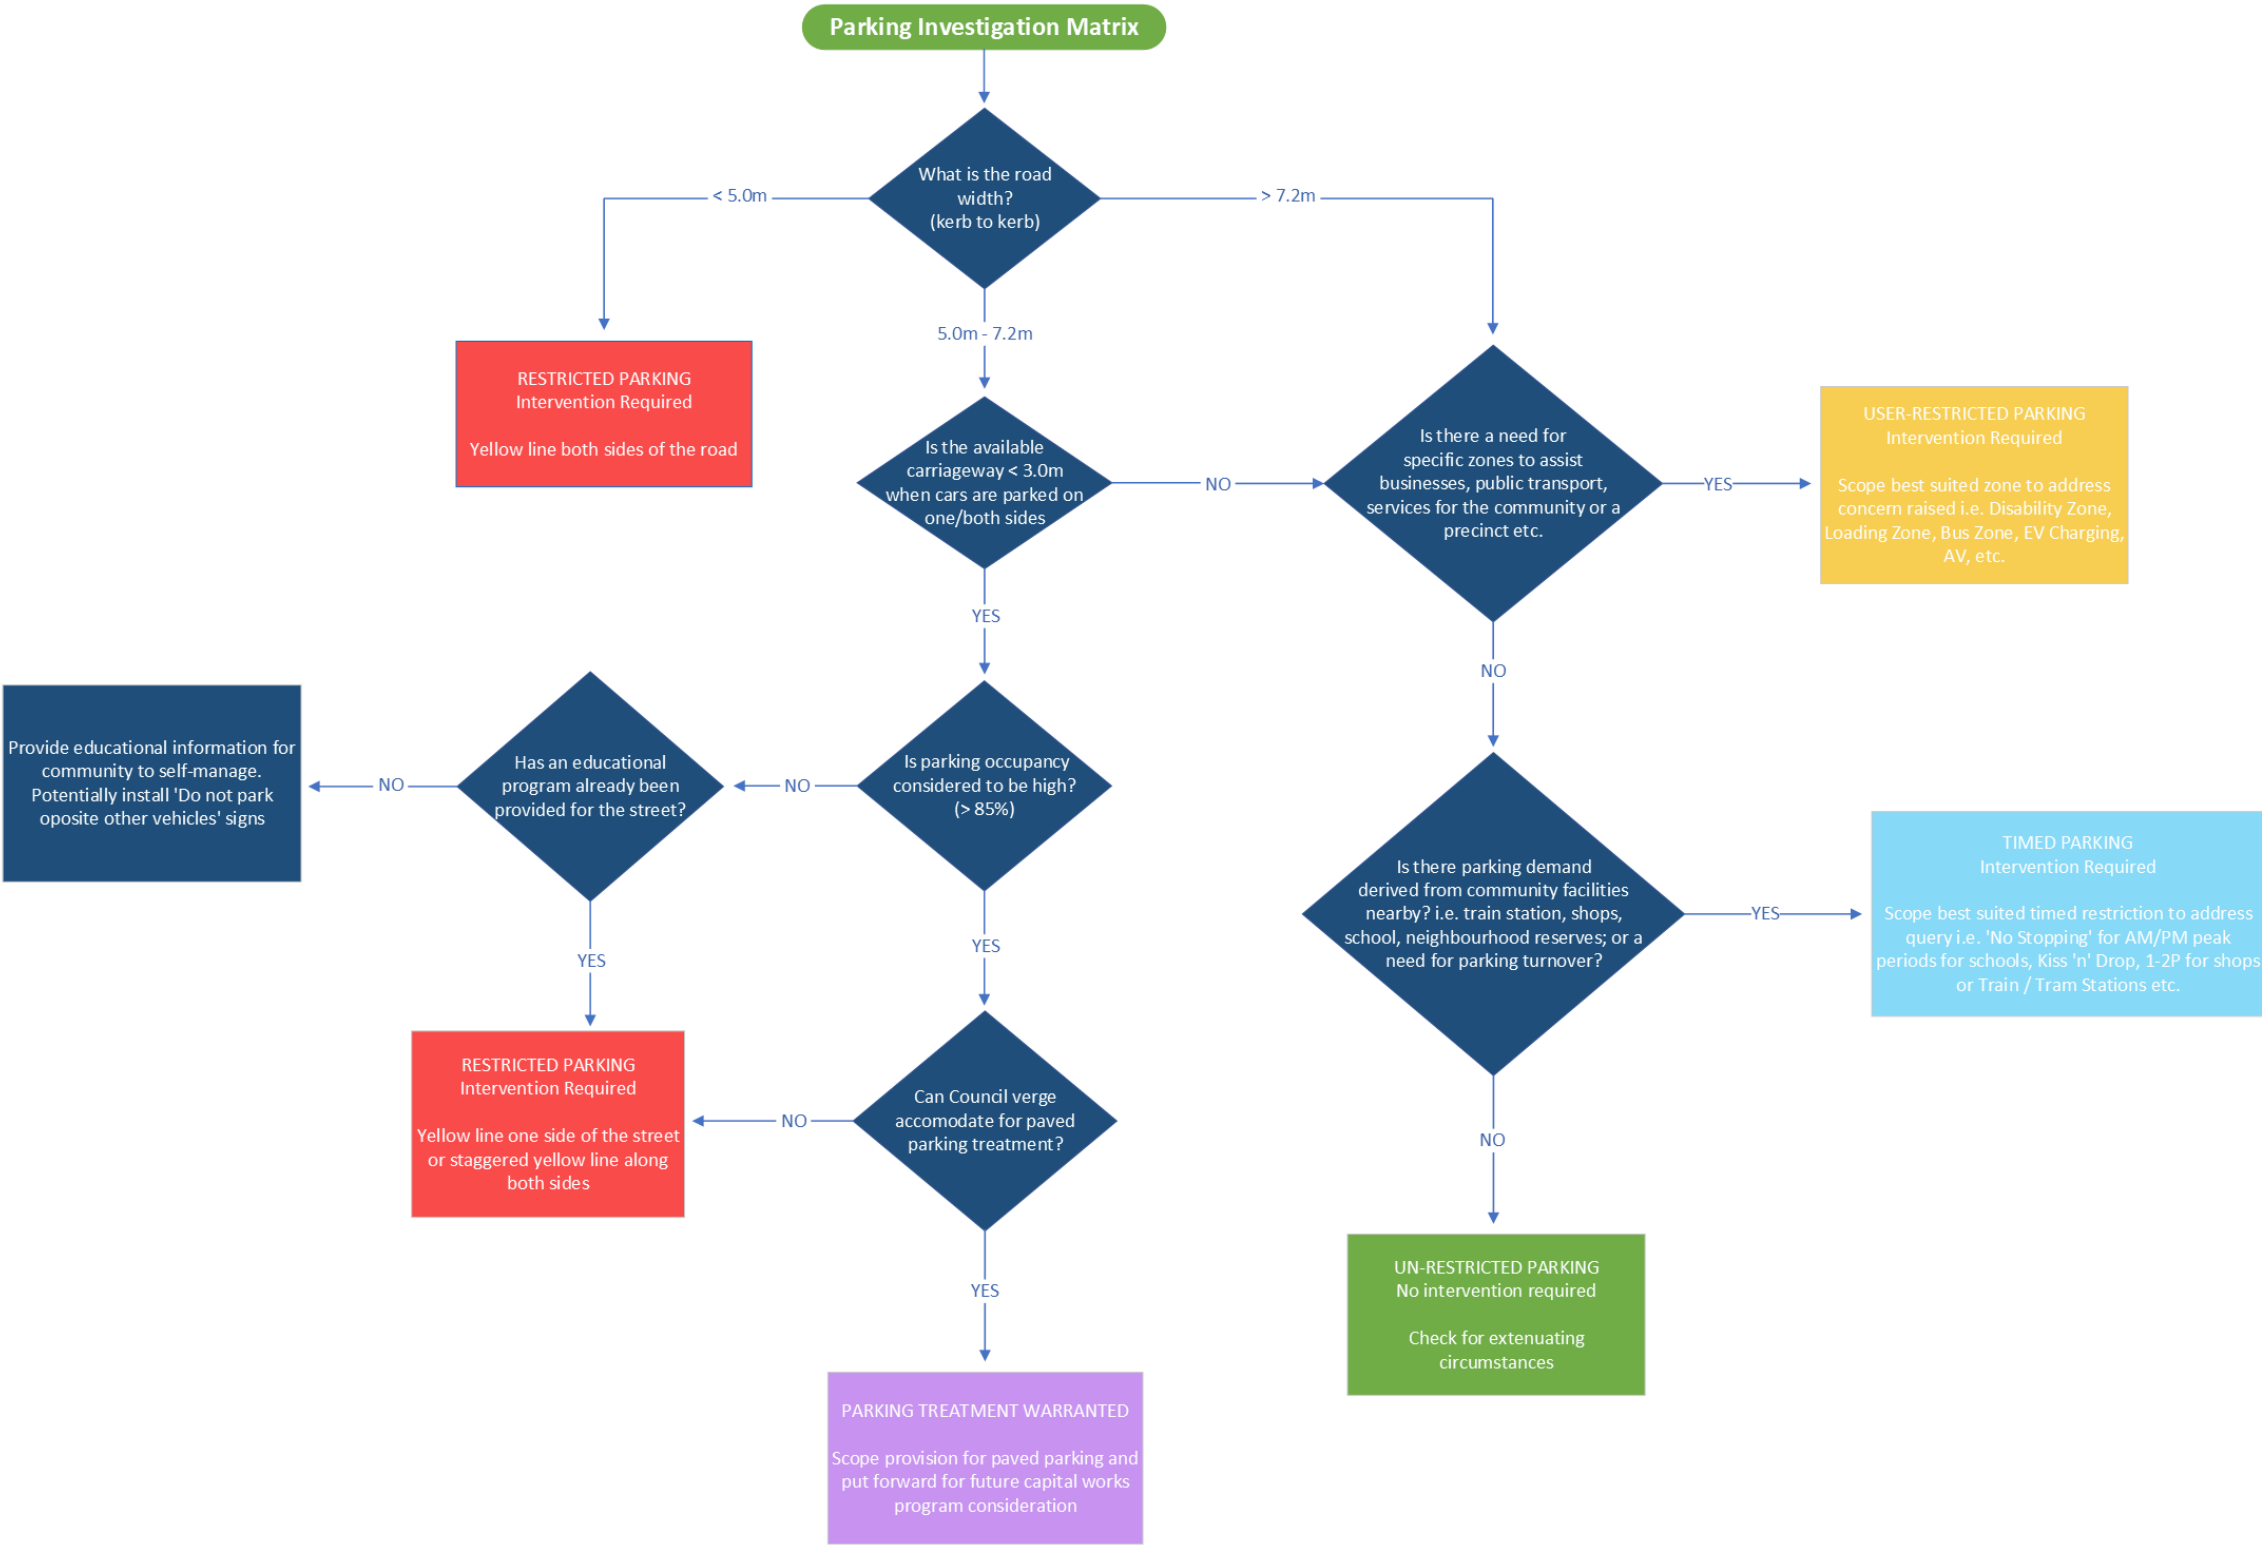 Parking Investigation Matrix
What is the road
width?
(kerb to kerb)
< 5.0m
> 7.2m
5.0m - 7.2m
RESTRICTED PARKING
Intervention Required
Yellow line both sides of the road
Is the available
carriageway < 3.0m
when cars are parked on
one/both sides
NO
Is there a need for
specific zones to assist
businesses, public transport,
services for the community or a
precinct etc.
YES
USER-RESTRICTED PARKING
Intervention Required
Scope best suited zone to address
concern raised i.e. Disability Zone,
Loading Zone, Bus Zone, EV Charging,
AV, etc.
YES
NO
Provide educational information for
community to self-manage.
Potentially install 'Do not park
oposite other vehicles' signs
NO
Has an educational
program already been
provided for the street?
NO
Is parking occupancy
considered to be high?
(> 85%)
Is there parking demand
derived from community facilities
nearby? i.e. train station, shops,
school, neighbourhood reserves; or a
need for parking turnover?
YES
TIMED PARKING
Intervention Required
Scope best suited timed restriction to address
query i.e. 'No Stopping' for AM/PM peak
periods for schools, Kiss 'n' Drop, 1-2P for shops
or Train / Tram Stations etc.
YES
YES
RESTRICTED PARKING
Intervention Required
Yellow line one side of the street
or staggered yellow line along
both sides
NO
Can Council verge
accomodate for paved
parking treatment?
NO
YES
UN-RESTRICTED PARKING
No intervention required
Check for extenuating
circumstances
PARKING TREATMENT WARRANTED
Scope provision for paved parking and
put forward for future capital works
program consideration